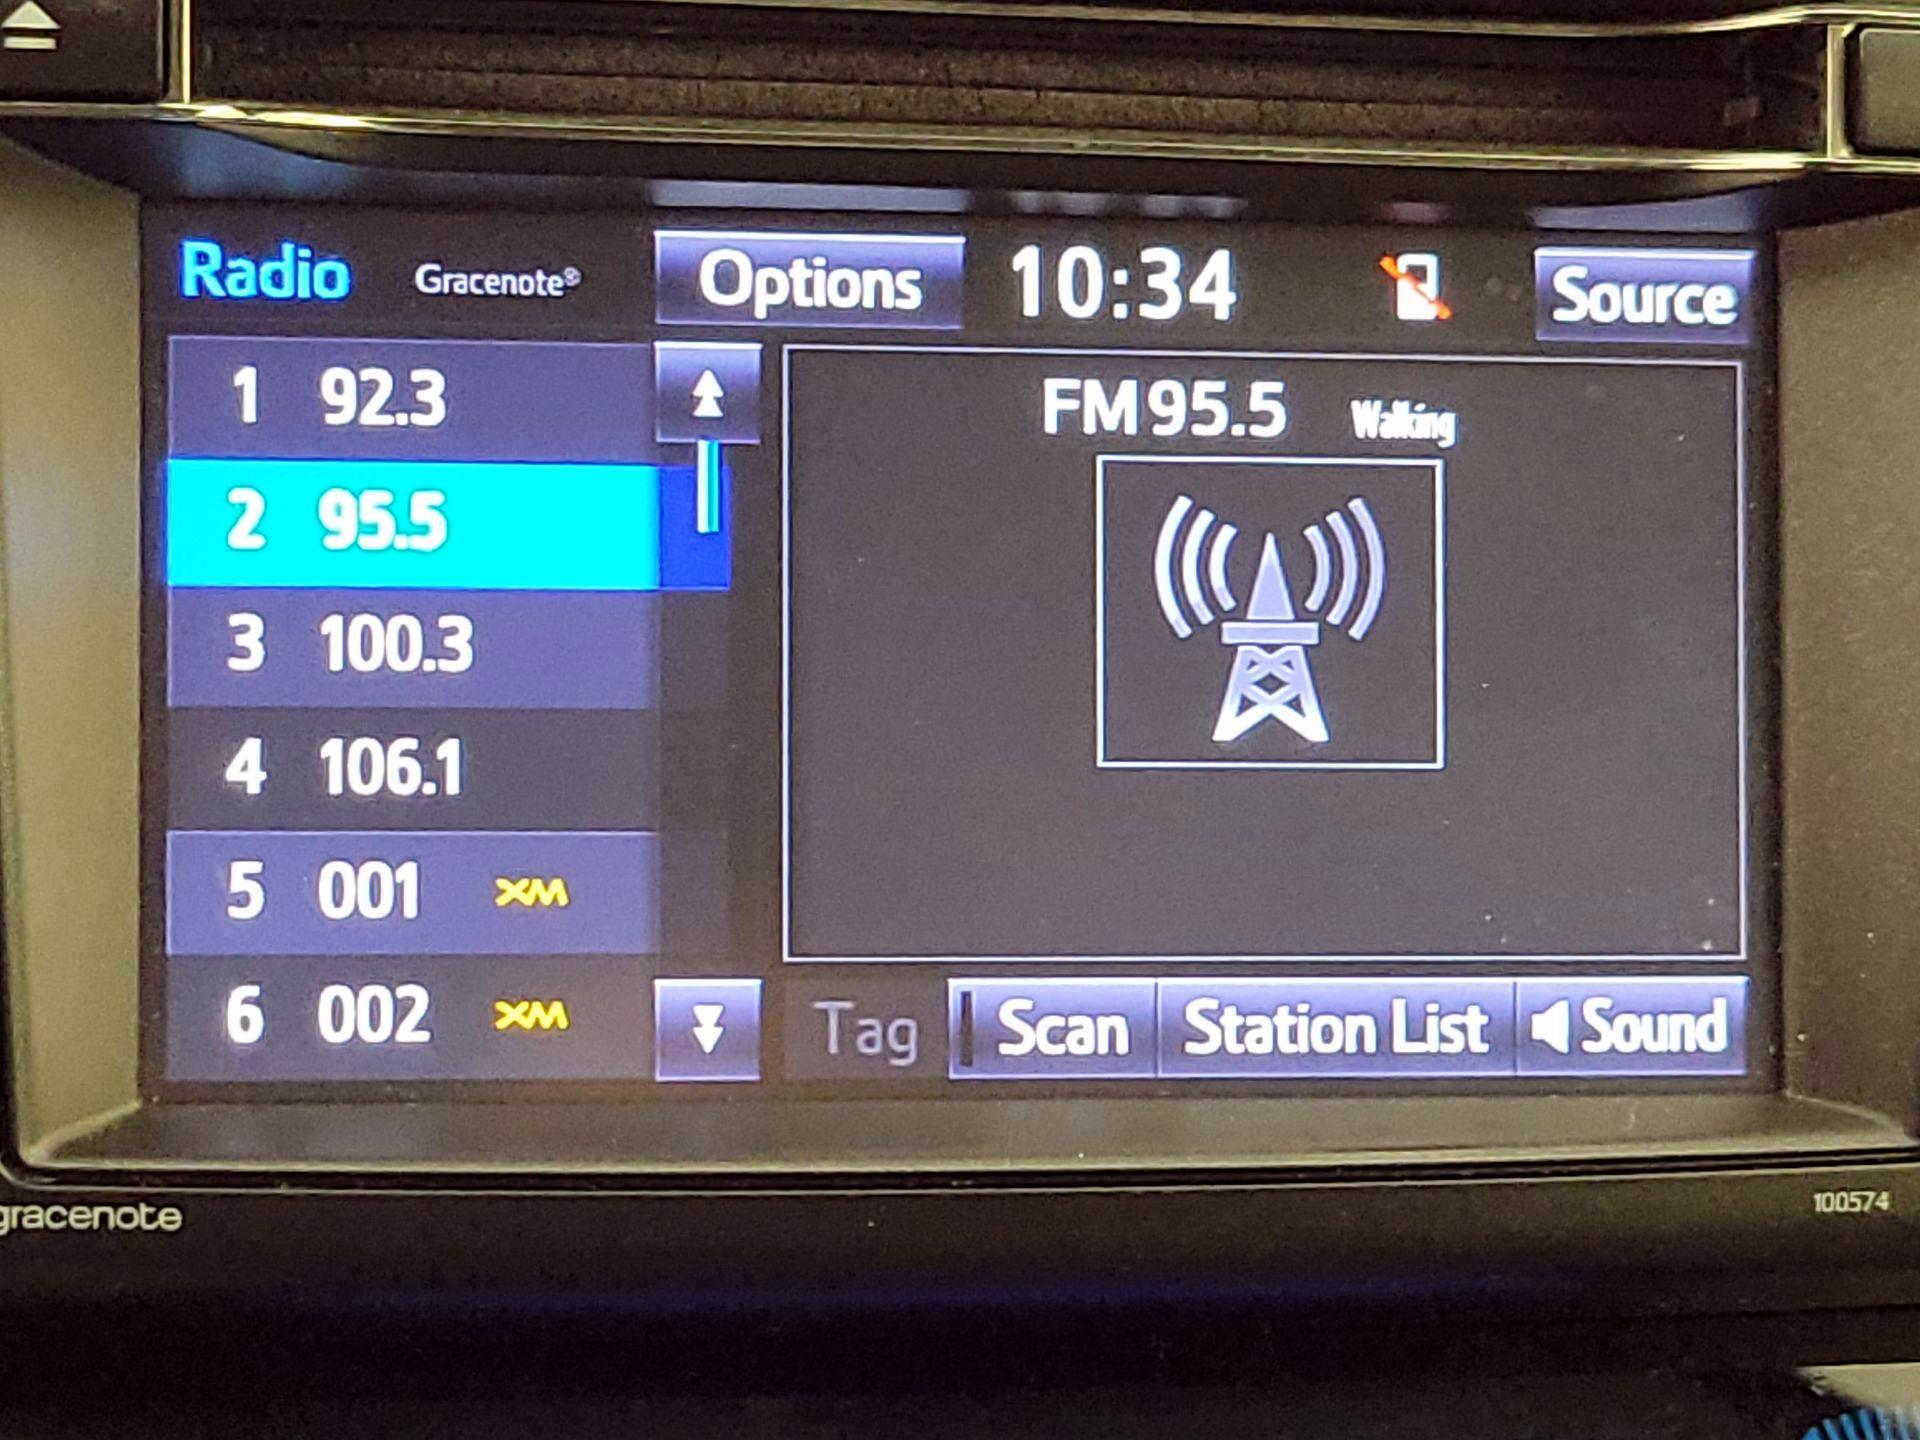 Radio Gracenote® Options 10:34 Source
1 92.3
2 95.5
3 100.3
4 106.1
5 001 XM
6 002 XM
FM 95.5 Walking
Tag Scan Station List Sound
gracenote
100574